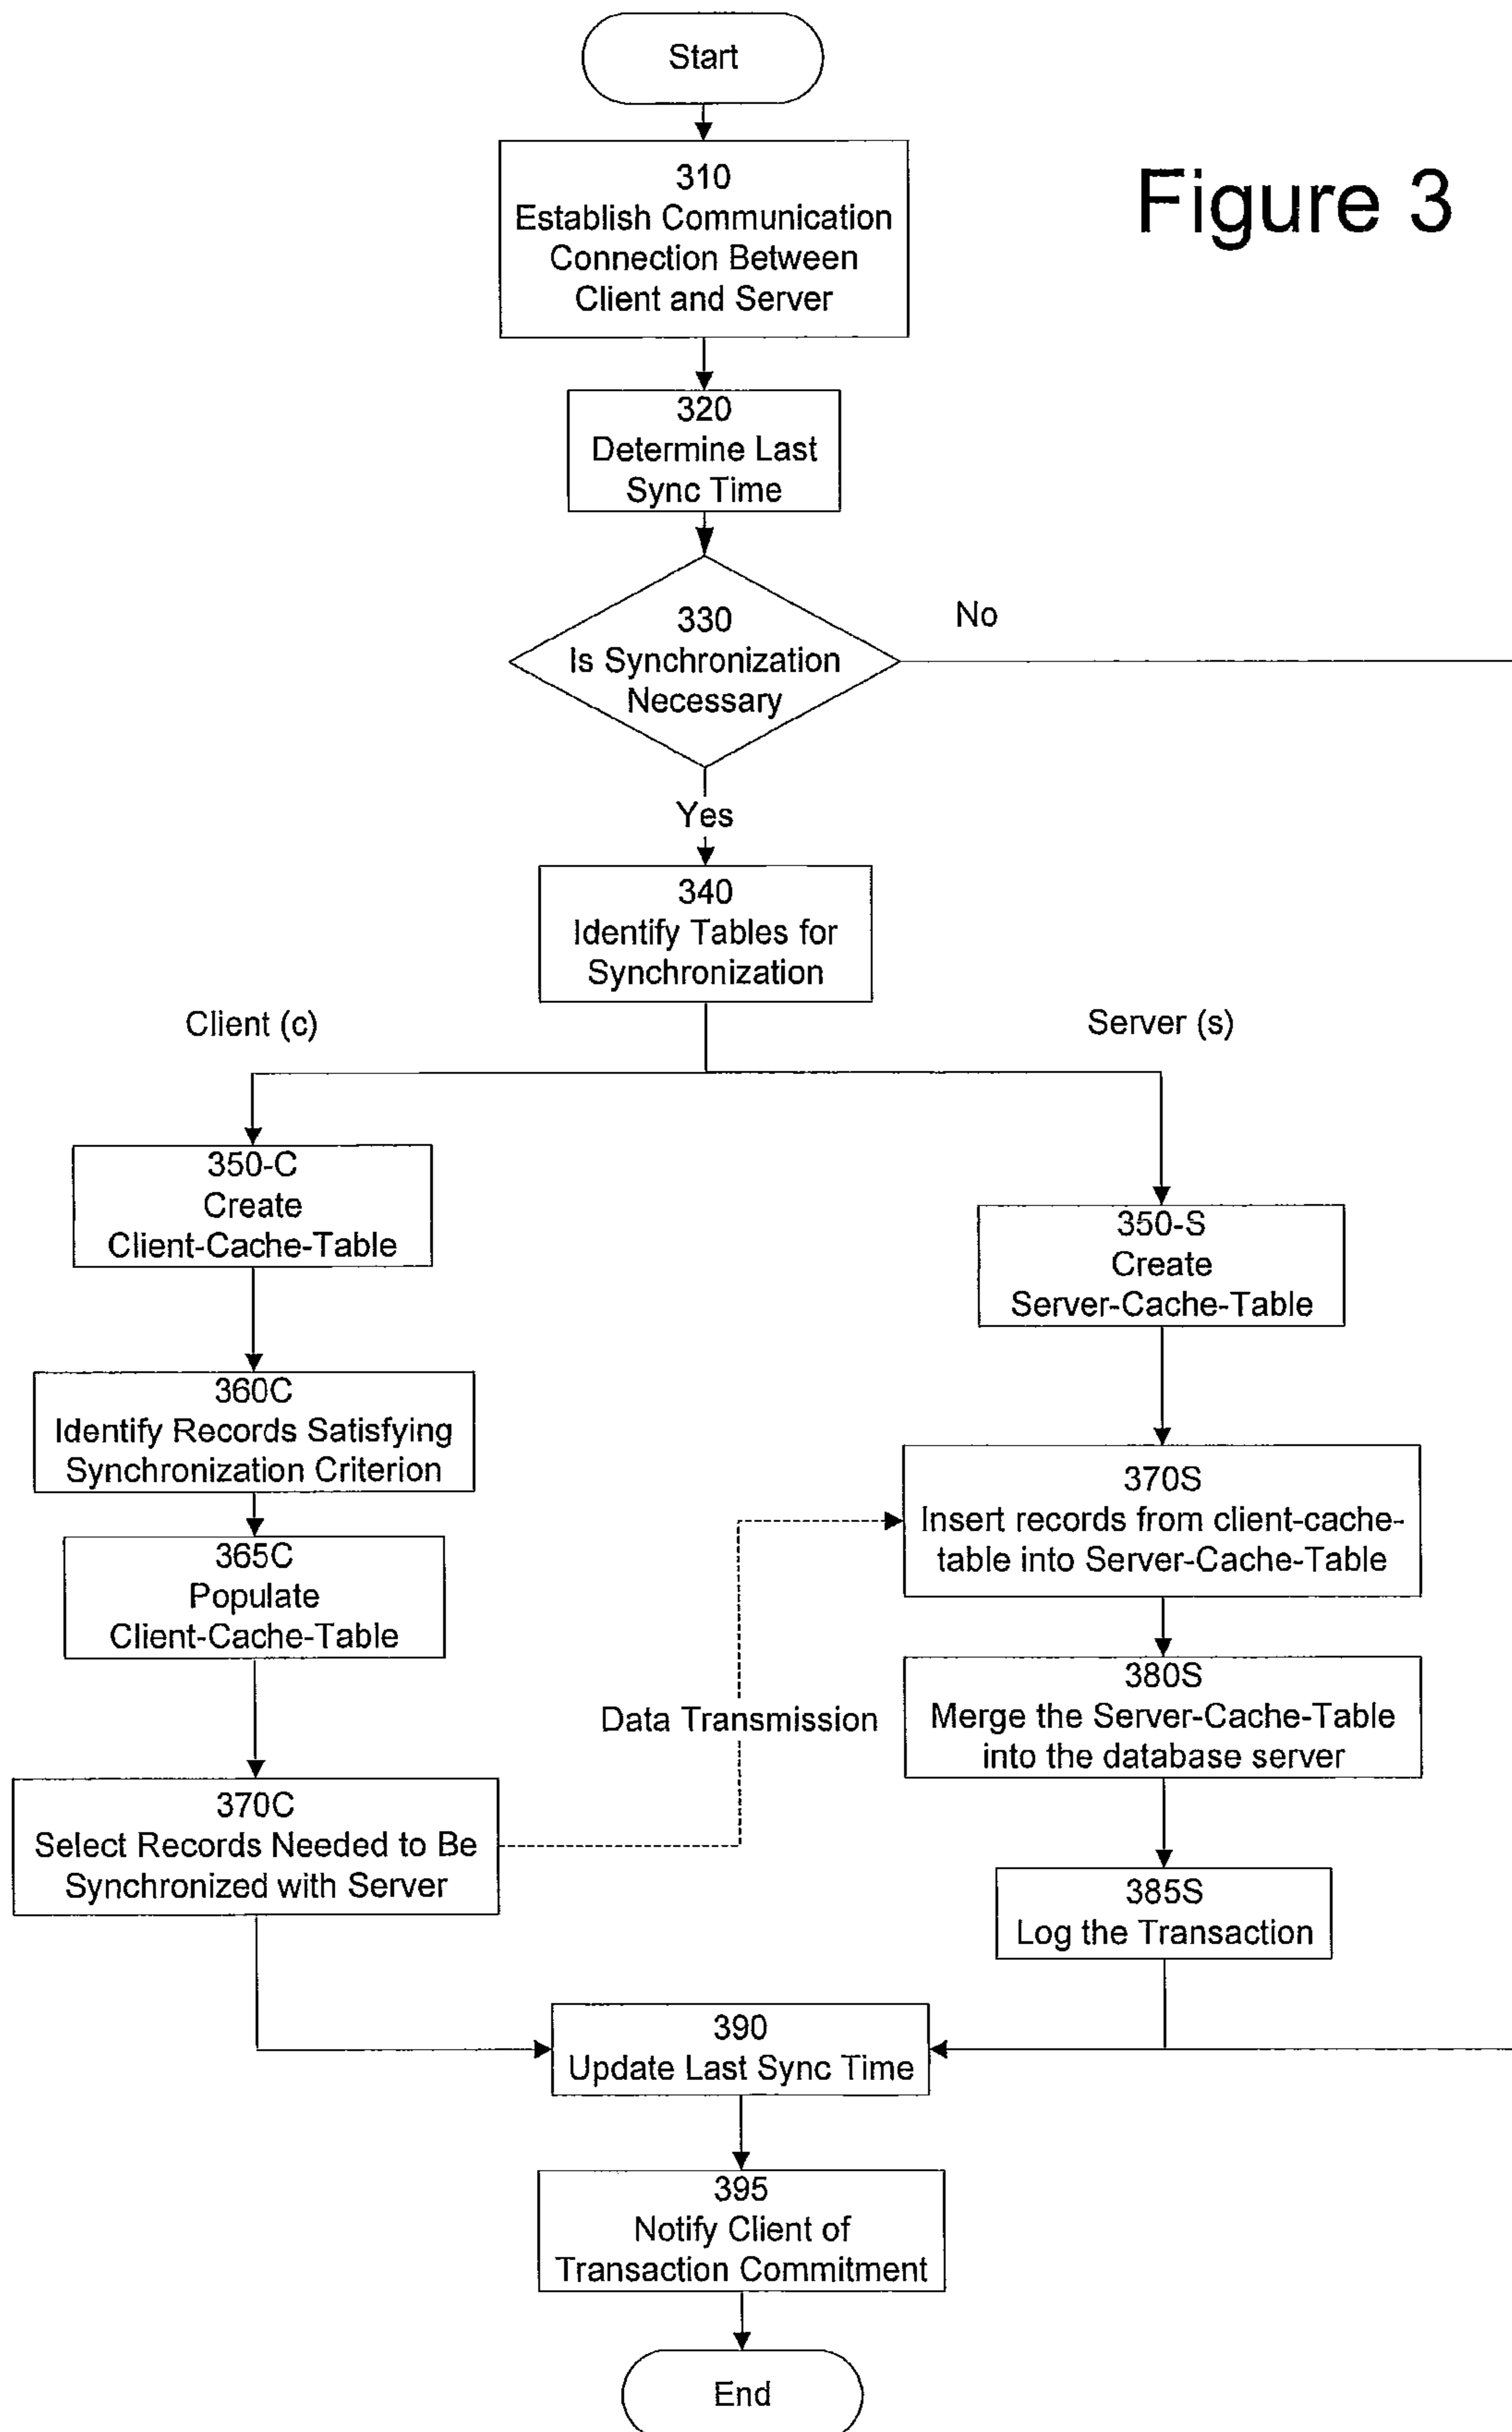 Start
Figure 3
310
Establish Communication
Connection Between
Client and Server
320
Determine Last
Sync Time
330
Is Synchronization
Necessary
No
Yes
340
Identify Tables for
Synchronization
Client (c)
Server (s)
350-C
Create
Client-Cache-Table
350-S
Create
Server-Cache-Table
360C
Identify Records Satisfying
Synchronization Criterion
370S
Insert records from client-cache-
table into Server-Cache-Table
365C
Populate
Client-Cache-Table
Data Transmission
380S
Merge the Server-Cache-Table
into the database server
370C
Select Records Needed to Be
Synchronized with Server
385S
Log the Transaction
390
Update Last Sync Time
395
Notify Client of
Transaction Commitment
End